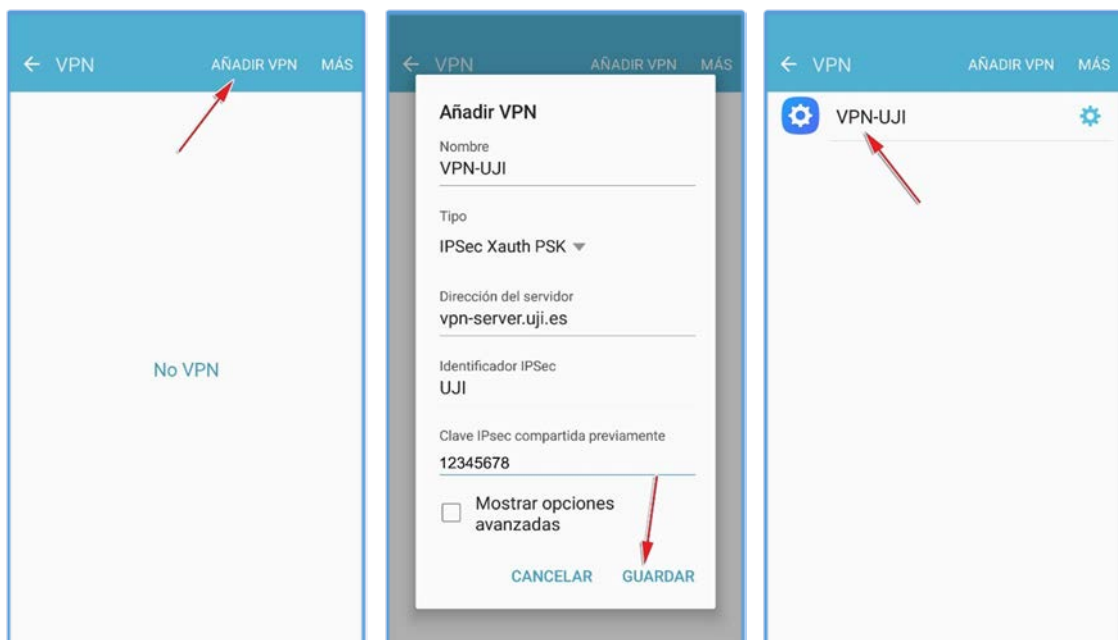 VPN AÑADIR VPN MÁS
No VPN
VPN AÑADIR VPN MÁS
Añadir VPN
Nombre
VPN-UJI
Tipo
IPSec Xauth PSK
Dirección del servidor
vpn-server.uji.es
Identificador IPSec
UJI
Clave IPsec compartida previamente
12345678
Mostrar opciones
avanzadas
CANCELAR GUARDAR
VPN AÑADIR VPN MÁS
VPN-UJI